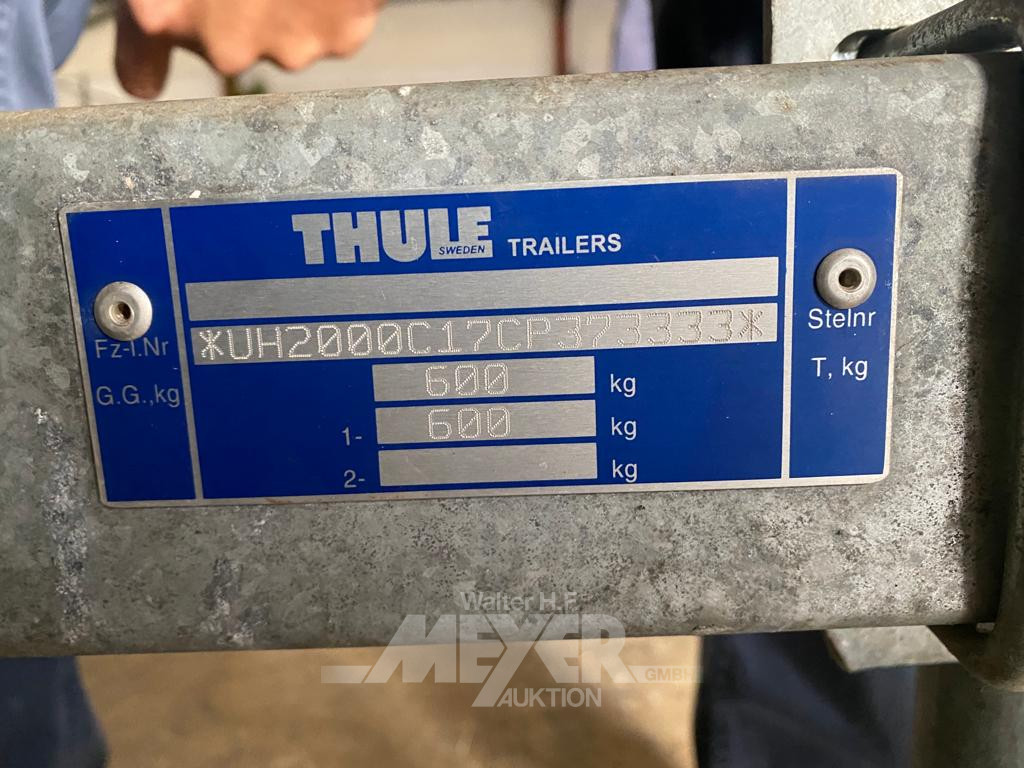 THULE SWEDEN TRAILERS
*UH2000C17CP373333*
Fz-I.Nr
G.G.,kg
600 kg
1- 600 kg
2- kg
Stelnr
T, kg
Walter H.F.
MEYER GMBH
AUKTION